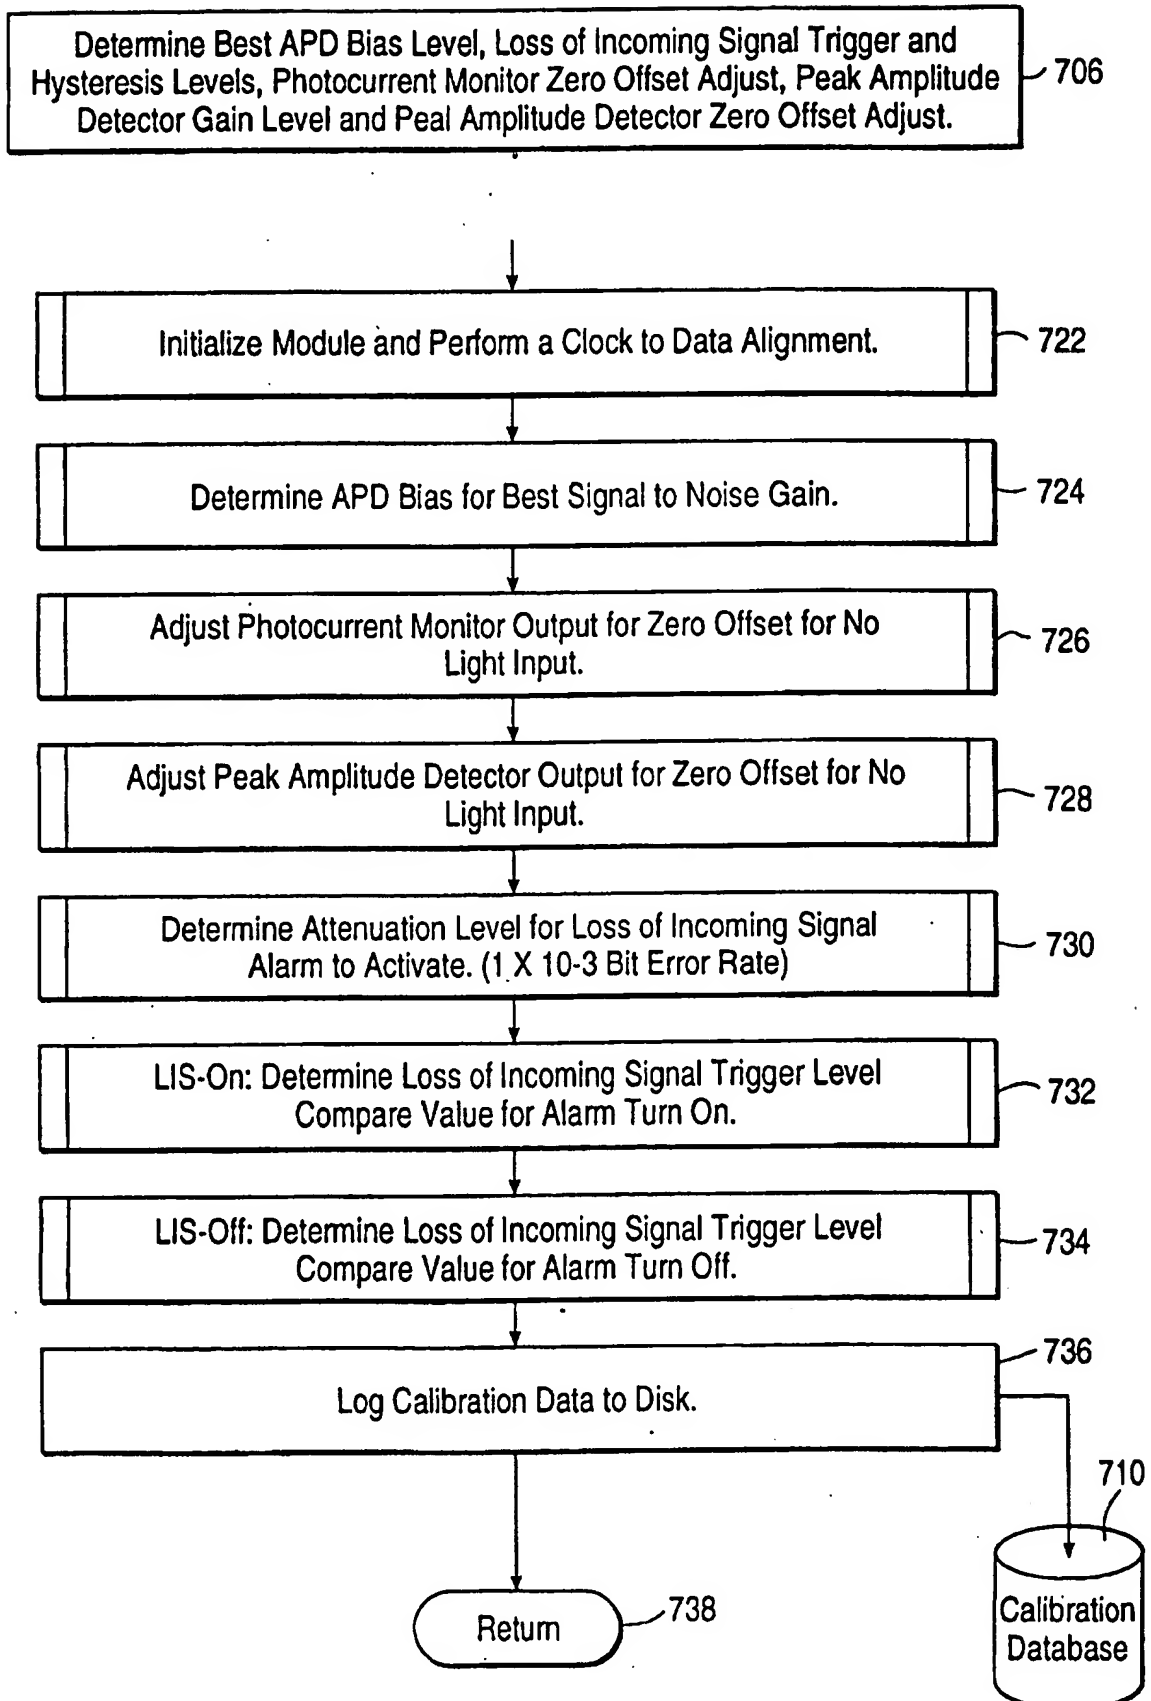 Determine Best APD Bias Level, Loss of Incoming Signal Trigger and
Hysteresis Levels, Photocurrent Monitor Zero Offset Adjust, Peak Amplitude
Detector Gain Level and Peal Amplitude Detector Zero Offset Adjust.
706
Initialize Module and Perform a Clock to Data Alignment.
722
Determine APD Bias for Best Signal to Noise Gain.
724
Adjust Photocurrent Monitor Output for Zero Offset for No
Light Input.
726
Adjust Peak Amplitude Detector Output for Zero Offset for No
Light Input.
728
Determine Attenuation Level for Loss of Incoming Signal
Alarm to Activate. (1 X 10-3 Bit Error Rate)
730
LIS-On: Determine Loss of Incoming Signal Trigger Level
Compare Value for Alarm Turn On.
732
LIS-Off: Determine Loss of Incoming Signal Trigger Level
Compare Value for Alarm Turn Off.
734
Log Calibration Data to Disk.
736
710
Calibration
Database
Return
738